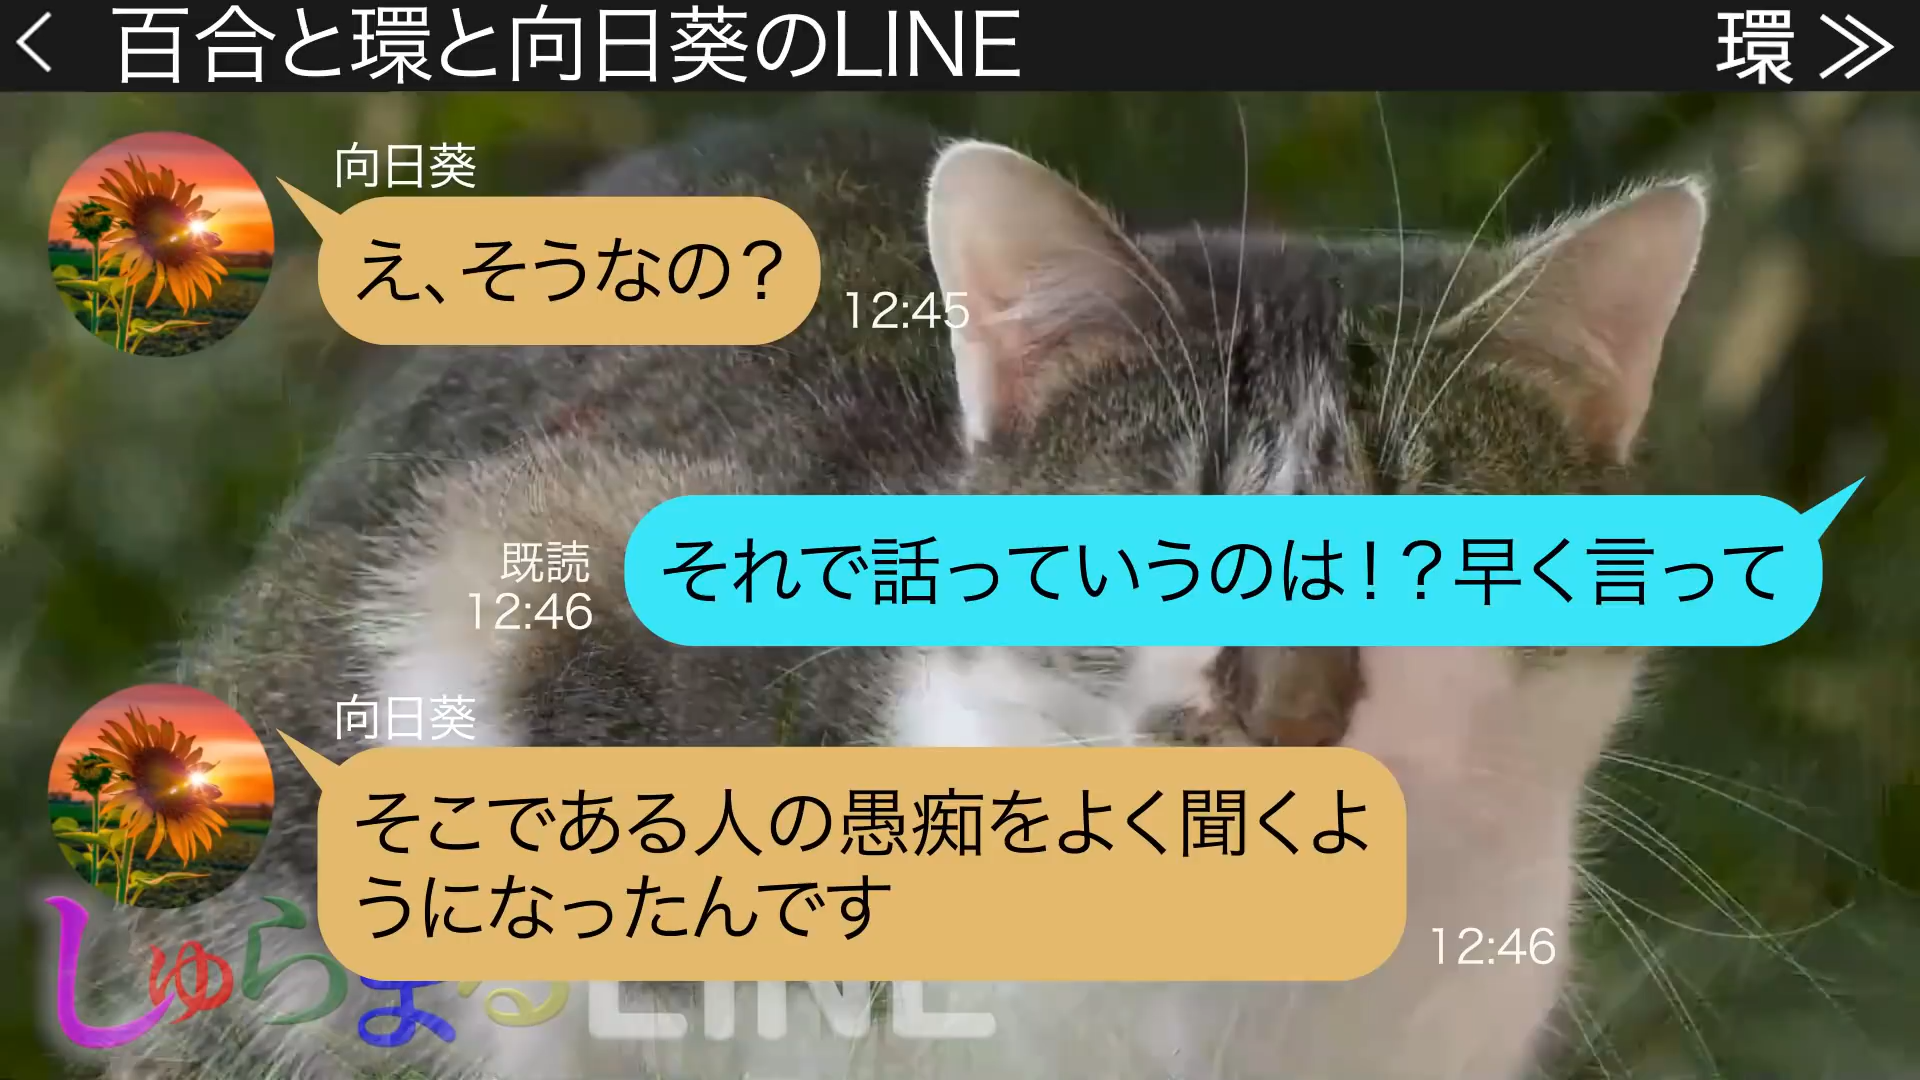 百合と環と向日葵のLINE
環
向日葵
え、そうなの？
12:45
それで話っていうのは！？早く言って
既読
12:46
向日葵
そこである人の愚痴をよく聞くよ
うになったんです
12:46
しゅらまるLINE